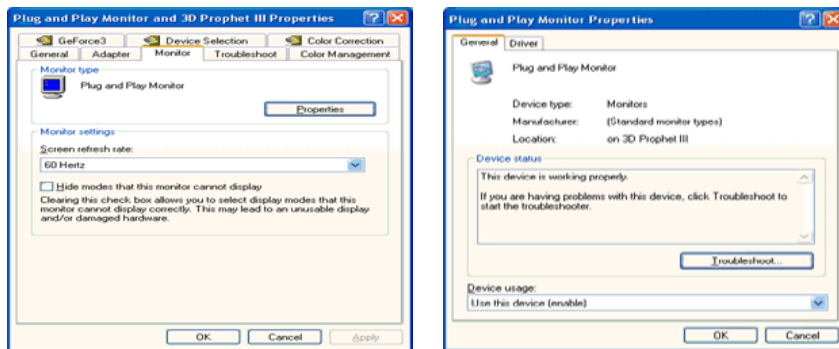 Plug and Play Monitor and 3D Prophet III Properties
GeForce3
Device Selection
Color Correction
General
Adapter
Monitor
Troubleshoot
Color Management
Monitor type
Plug and Play Monitor
Properties
Monitor settings
Screen refresh rate:
60 Hertz
Hide modes that this monitor cannot display
Clearing this check box allows you to select display modes that this
monitor cannot display correctly. This may lead to an unusable display
and/or damaged hardware.
OK
Cancel
Apply
Plug and Play Monitor Properties
General
Driver
Plug and Play Monitor
Device type: Monitors
Manufacturer: (Standard monitor types)
Location: on 3D Prophet III
Device status
This device is working properly.
If you are having problems with this device, click Troubleshoot to
start the troubleshooter.
Troubleshoot...
Device usage:
Use this device (enable)
OK
Cancel